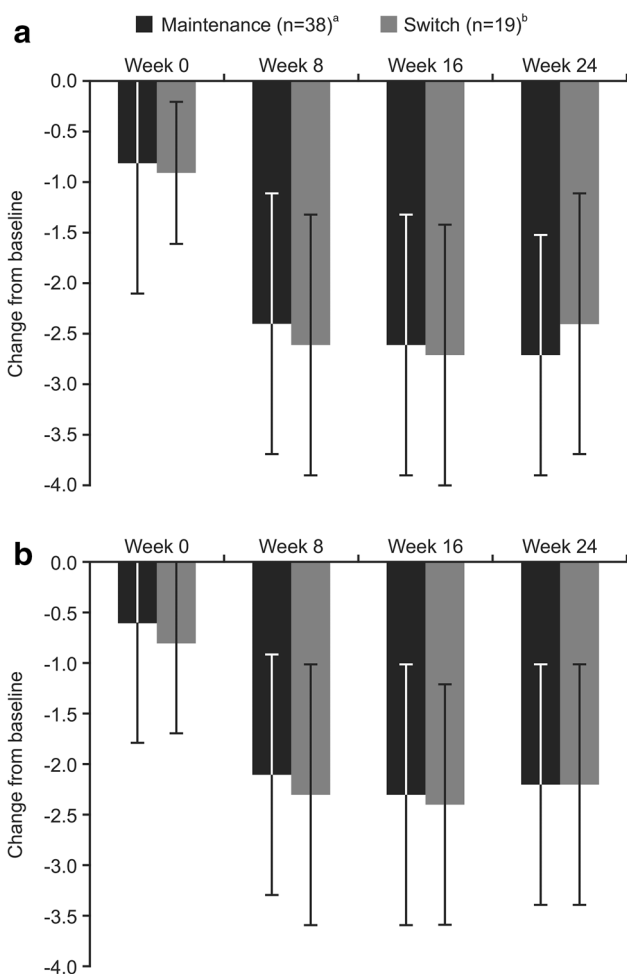 Maintenance (n=38)a Switch (n=19)b
a
Week 0 Week 8 Week 16 Week 24
0.0
-0.5
-1.0
-1.5
-2.0
-2.5
-3.0
-3.5
-4.0
Change from baseline
b
Week 0 Week 8 Week 16 Week 24
0.0
-0.5
-1.0
-1.5
-2.0
-2.5
-3.0
-3.5
-4.0
Change from baseline